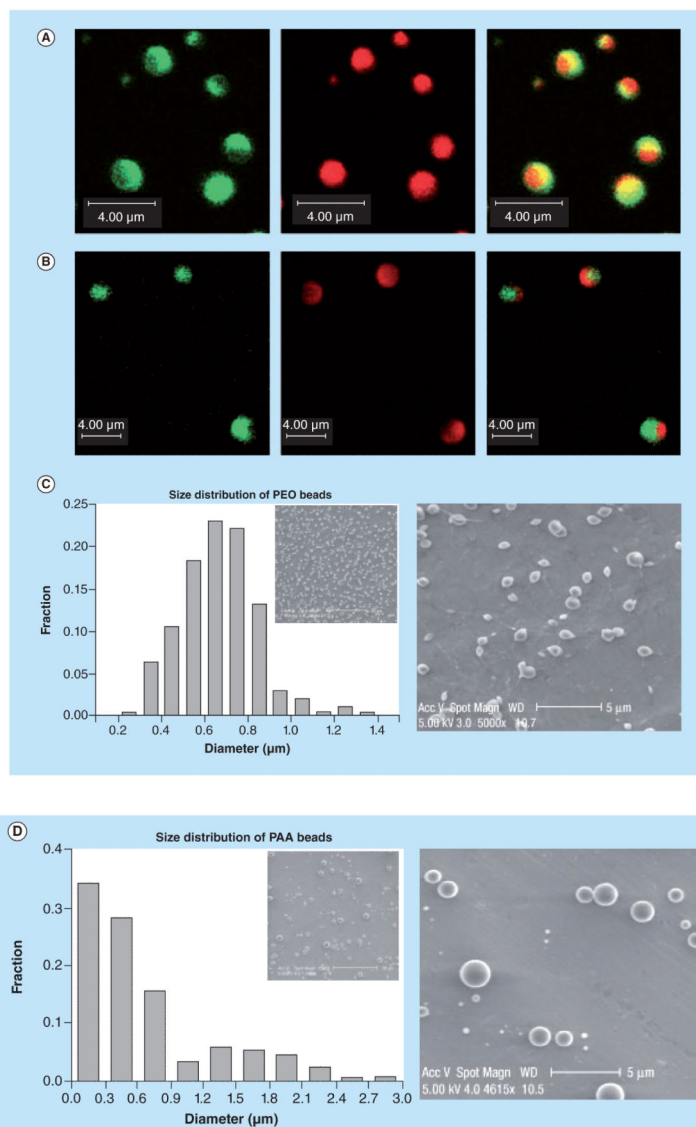 A
4.00 µm
4.00 µm
4.00 µm
B
4.00 µm
4.00 µm
4.00 µm
C
Size distribution of PEO beads
0.25
0.20
0.15
0.10
0.05
0.00
Fraction
0.2 0.4 0.6 0.8 1.0 1.2 1.4
Diameter (µm)
Acc V Spot Magn WD 5 µm
5.00 kV 3.0 5000x 10.7
D
Size distribution of PAA beads
0.4
0.3
0.2
0.1
0.0
Fraction
0.0 0.3 0.6 0.9 1.2 1.5 1.8 2.1 2.4 2.7 3.0
Diameter (µm)
Acc V Spot Magn WD 5 µm
5.00 kV 4.0 4615x 10.5